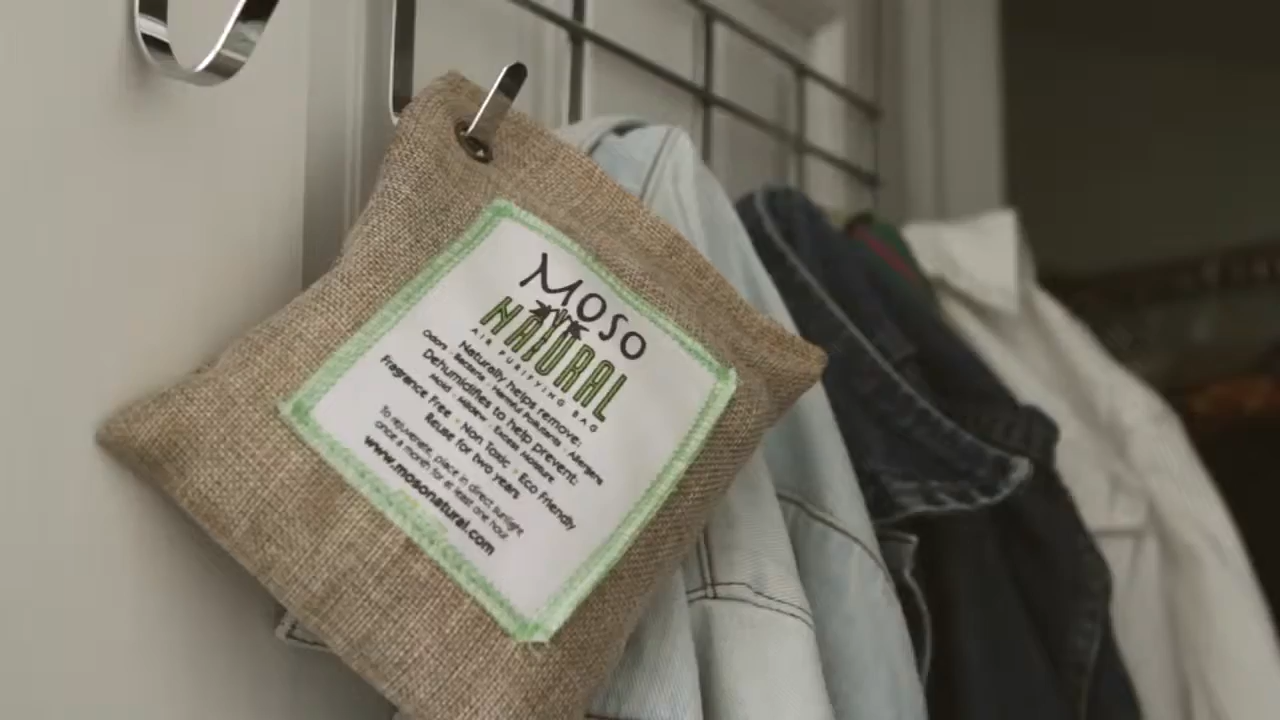 MOSO
NATURAL
AIR PURIFYING BAG
Naturally helps remove:
Odors · Bacteria · Harmful Pollutants · Allergens
Dehumidifies to help prevent:
Mold · Mildew · Excess Moisture
Fragrance Free · Non Toxic · Eco Friendly
Reuse for two years
To rejuvenate, place in direct sunlight
once a month for at least one hour
www.mosonatural.com